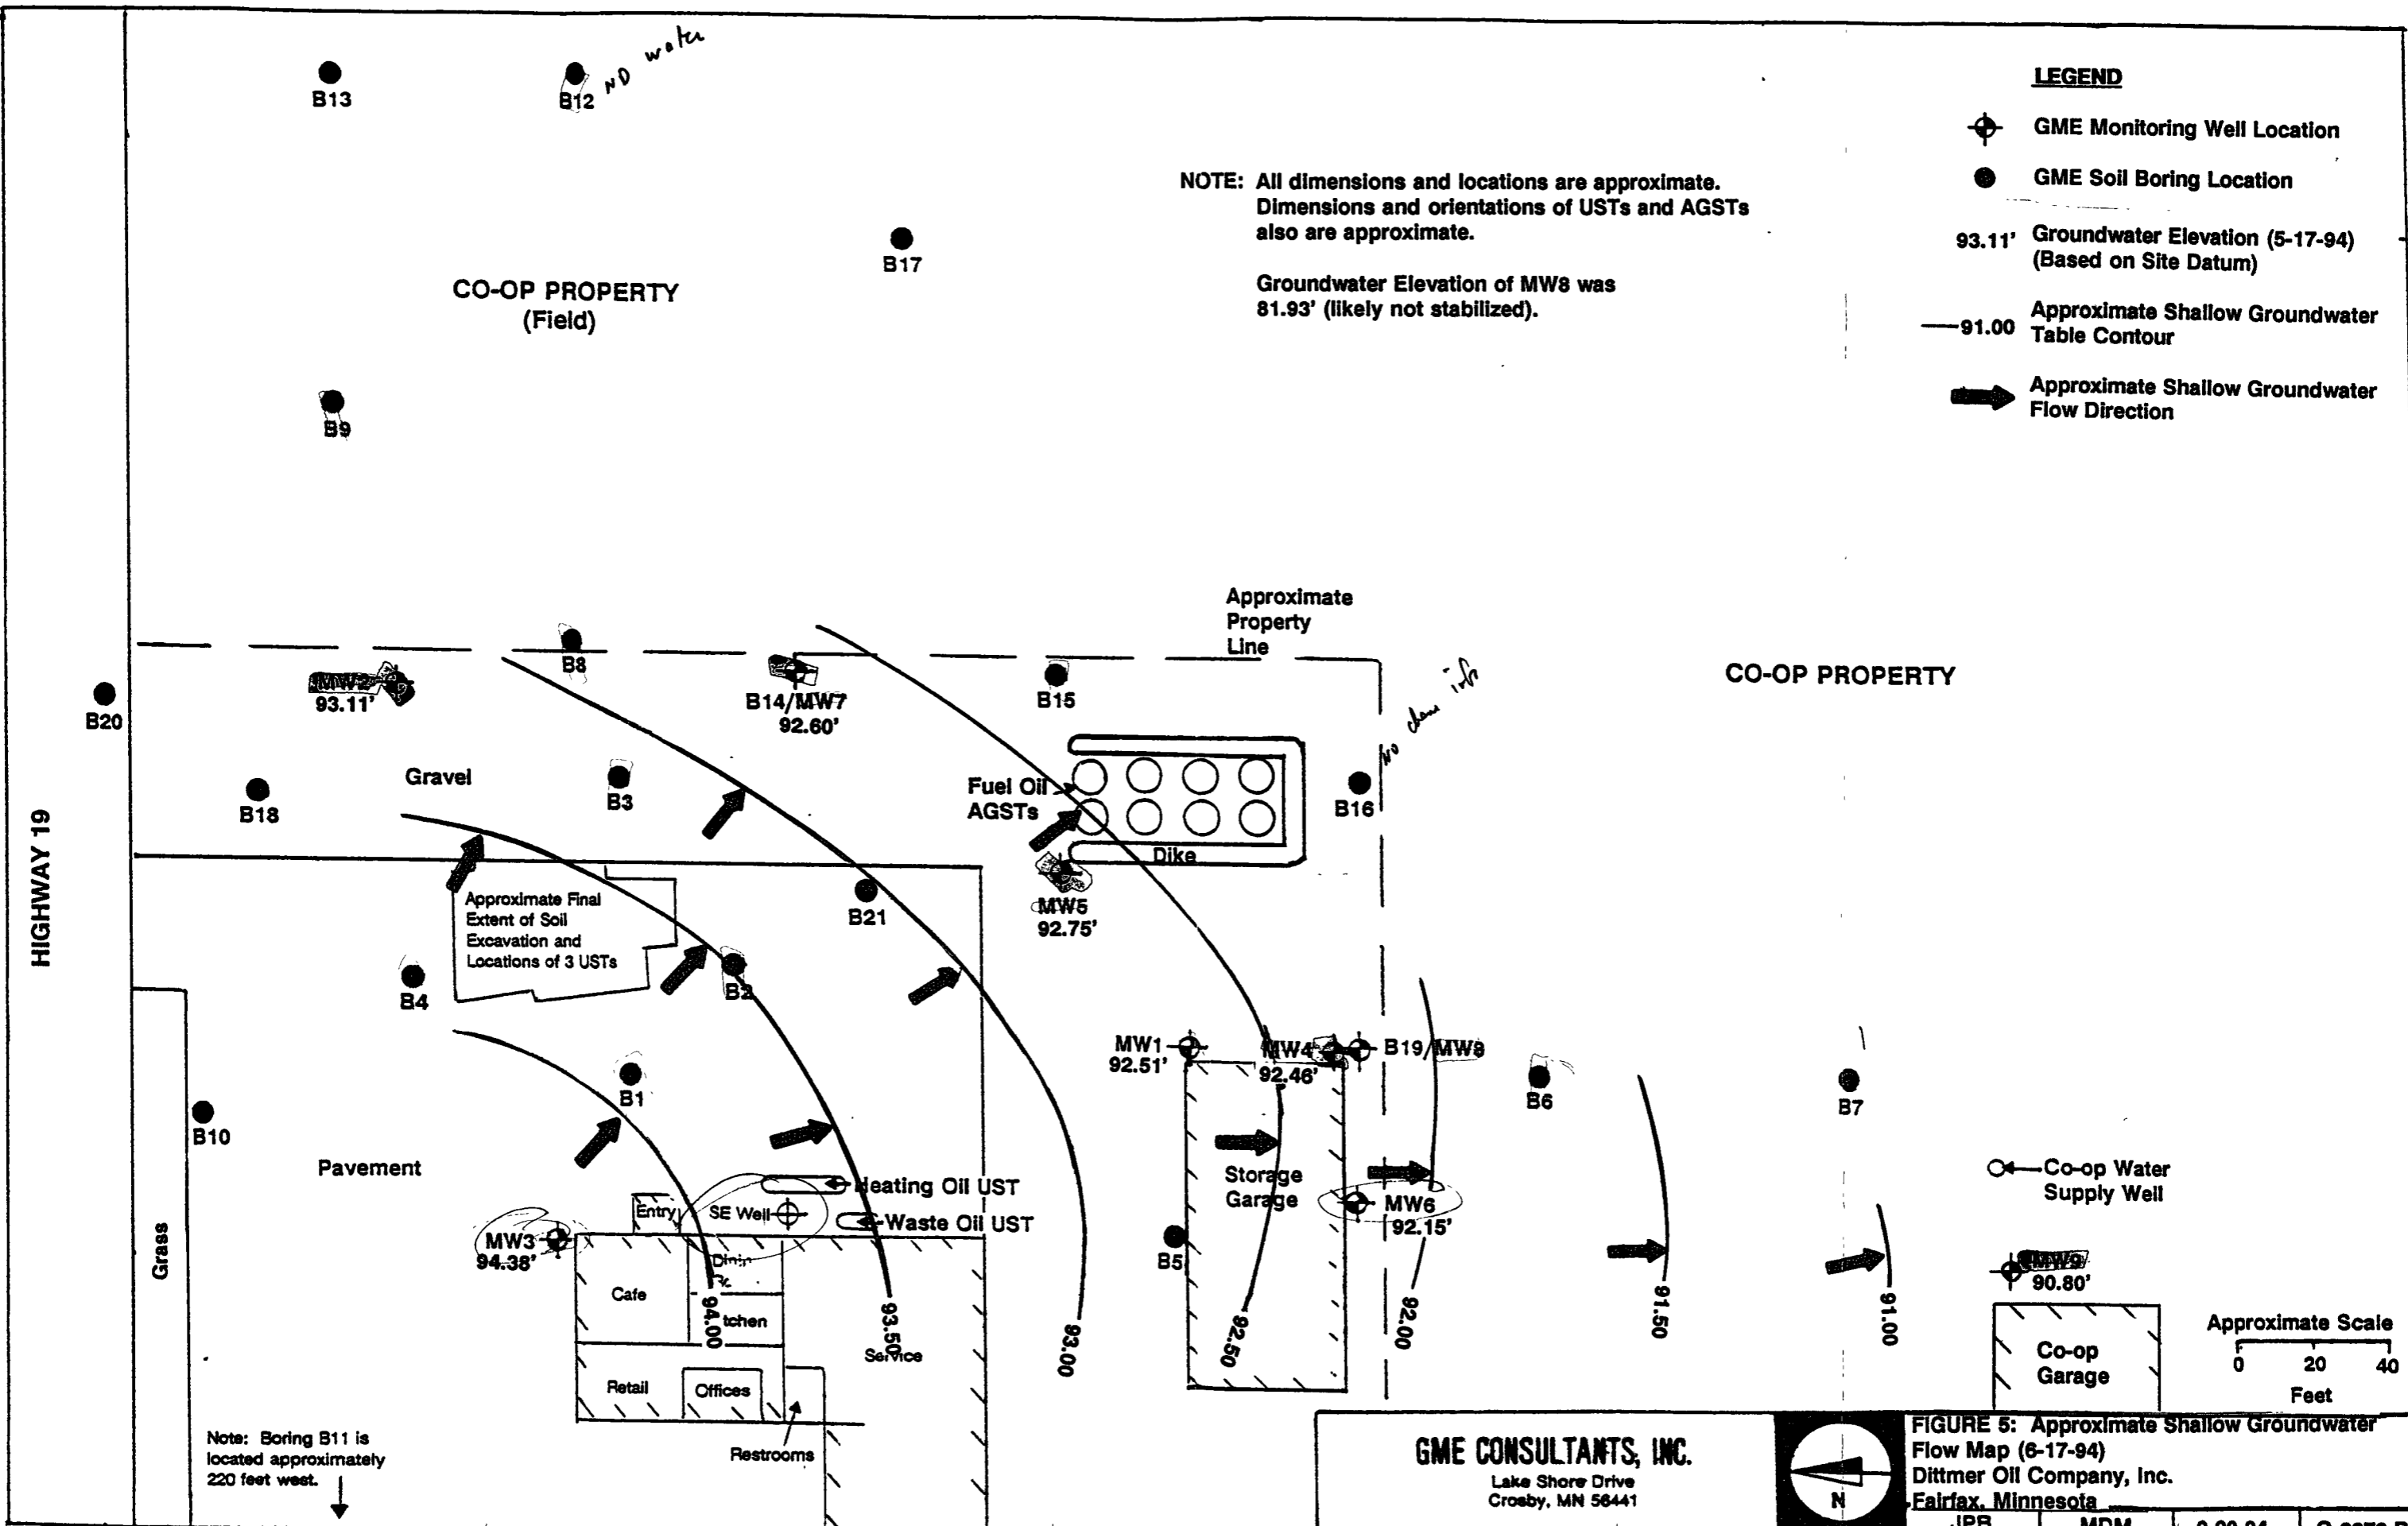 B13
B12
ND water
B17
CO-OP PROPERTY
(Field)
B9
NOTE: All dimensions and locations are approximate.
Dimensions and orientations of USTs and AGSTs
also are approximate.
Groundwater Elevation of MW8 was
81.93' (likely not stabilized).
LEGEND
GME Monitoring Well Location
GME Soil Boring Location
93.11' Groundwater Elevation (5-17-94)
(Based on Site Datum)
91.00 Approximate Shallow Groundwater
Table Contour
Approximate Shallow Groundwater
Flow Direction
Approximate
Property
Line
CO-OP PROPERTY
B20
MW2
93.11'
B8
B14/MW7
92.60'
B15
No chem info
B18
Gravel
B3
Fuel Oil
AGSTs
B16
Dike
HIGHWAY 19
Approximate Final
Extent of Soil
Excavation and
Locations of 3 USTs
B21
MW5
92.75'
B4
B2
MW1
92.51'
MW4
92.46'
B19/MW8
B6
B7
B1
B10
Pavement
Grass
Heating Oil UST
Entry
SE Well
Waste Oil UST
MW3
94.38'
Storage
Garage
MW6
92.15'
B5
Co-op Water
Supply Well
MW9
90.80'
Cafe
Dinin
tchen
94.00
93.50
93.00
92.50
92.00
91.50
91.00
Service
Retail
Offices
Restrooms
Co-op
Garage
Approximate Scale
0 20 40
Feet
Note: Boring B11 is
located approximately
220 feet west.
GME CONSULTANTS, INC.
Lake Shore Drive
Crosby, MN 56441
N
FIGURE 5: Approximate Shallow Groundwater
Flow Map (6-17-94)
Dittmer Oil Company, Inc.
Fairfax, Minnesota
JPB MDM